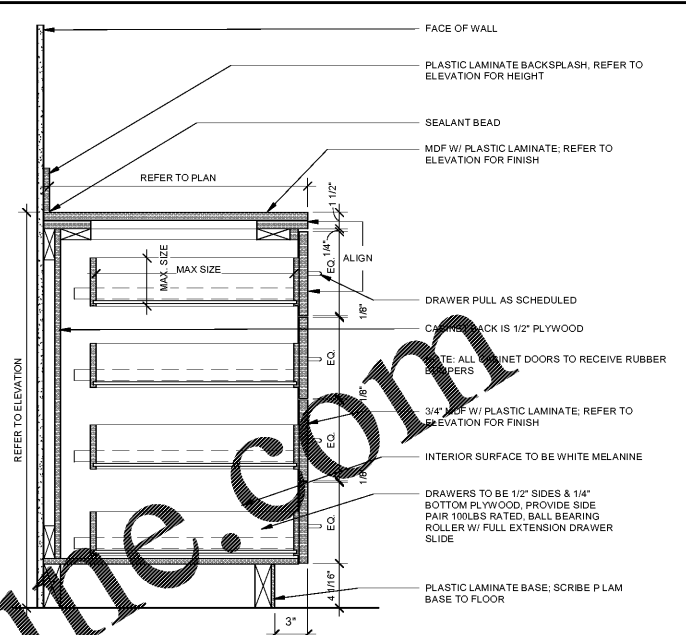 FACE OF WALL
PLASTIC LAMINATE BACKSPLASH, REFER TO
ELEVATION FOR HEIGHT
SEALANT BEAD
MDF W/ PLASTIC LAMINATE; REFER TO
ELEVATION FOR FINISH
REFER TO PLAN
1 1/2"
1/4"
ALIGN
EQ.
MAX. SIZE
MAX SIZE
DRAWER PULL AS SCHEDULED
1/8"
CABINET BACK IS 1/2" PLYWOOD
NOTE: ALL CABINET DOORS TO RECEIVE RUBBER
BUMPERS
EQ.
1/8"
REFER TO ELEVATION
3/4" MDF W/ PLASTIC LAMINATE; REFER TO
ELEVATION FOR FINISH
EQ.
INTERIOR SURFACE TO BE WHITE MELANINE
1/8"
DRAWERS TO BE 1/2" SIDES & 1/4"
BOTTOM PLYWOOD, PROVIDE SIDE
PAIR 100LBS RATED, BALL BEARING
ROLLER W/ FULL EXTENSION DRAWER
SLIDE
EQ.
PLASTIC LAMINATE BASE; SCRIBE P LAM
BASE TO FLOOR
4 1/16"
3"
ine.com